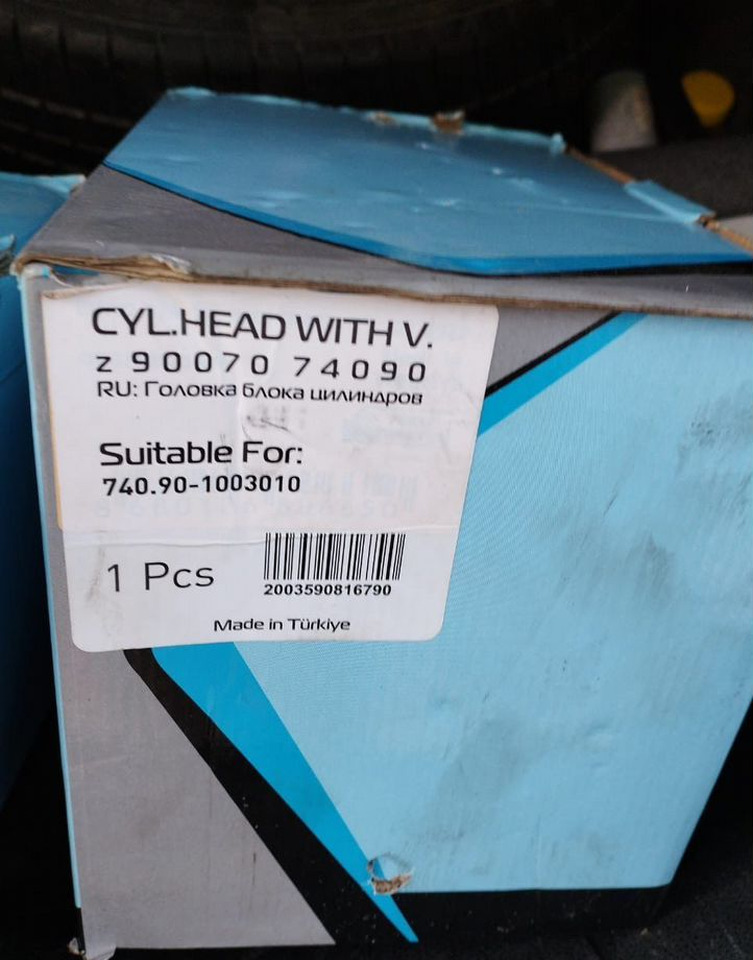 CYL.HEAD WITH V.
z 90070 74090
RU: Головка блока цилиндров
Suitable For:
740.90-1003010
1 Pcs
2003590816790
Made in Türkiye